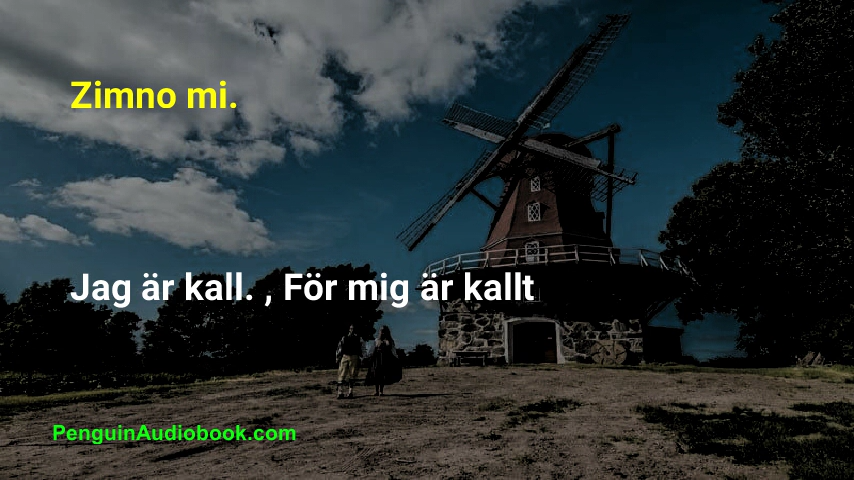 Zimno mi.
Jag är kall. , För mig är kallt
PenguinAudiobook.com